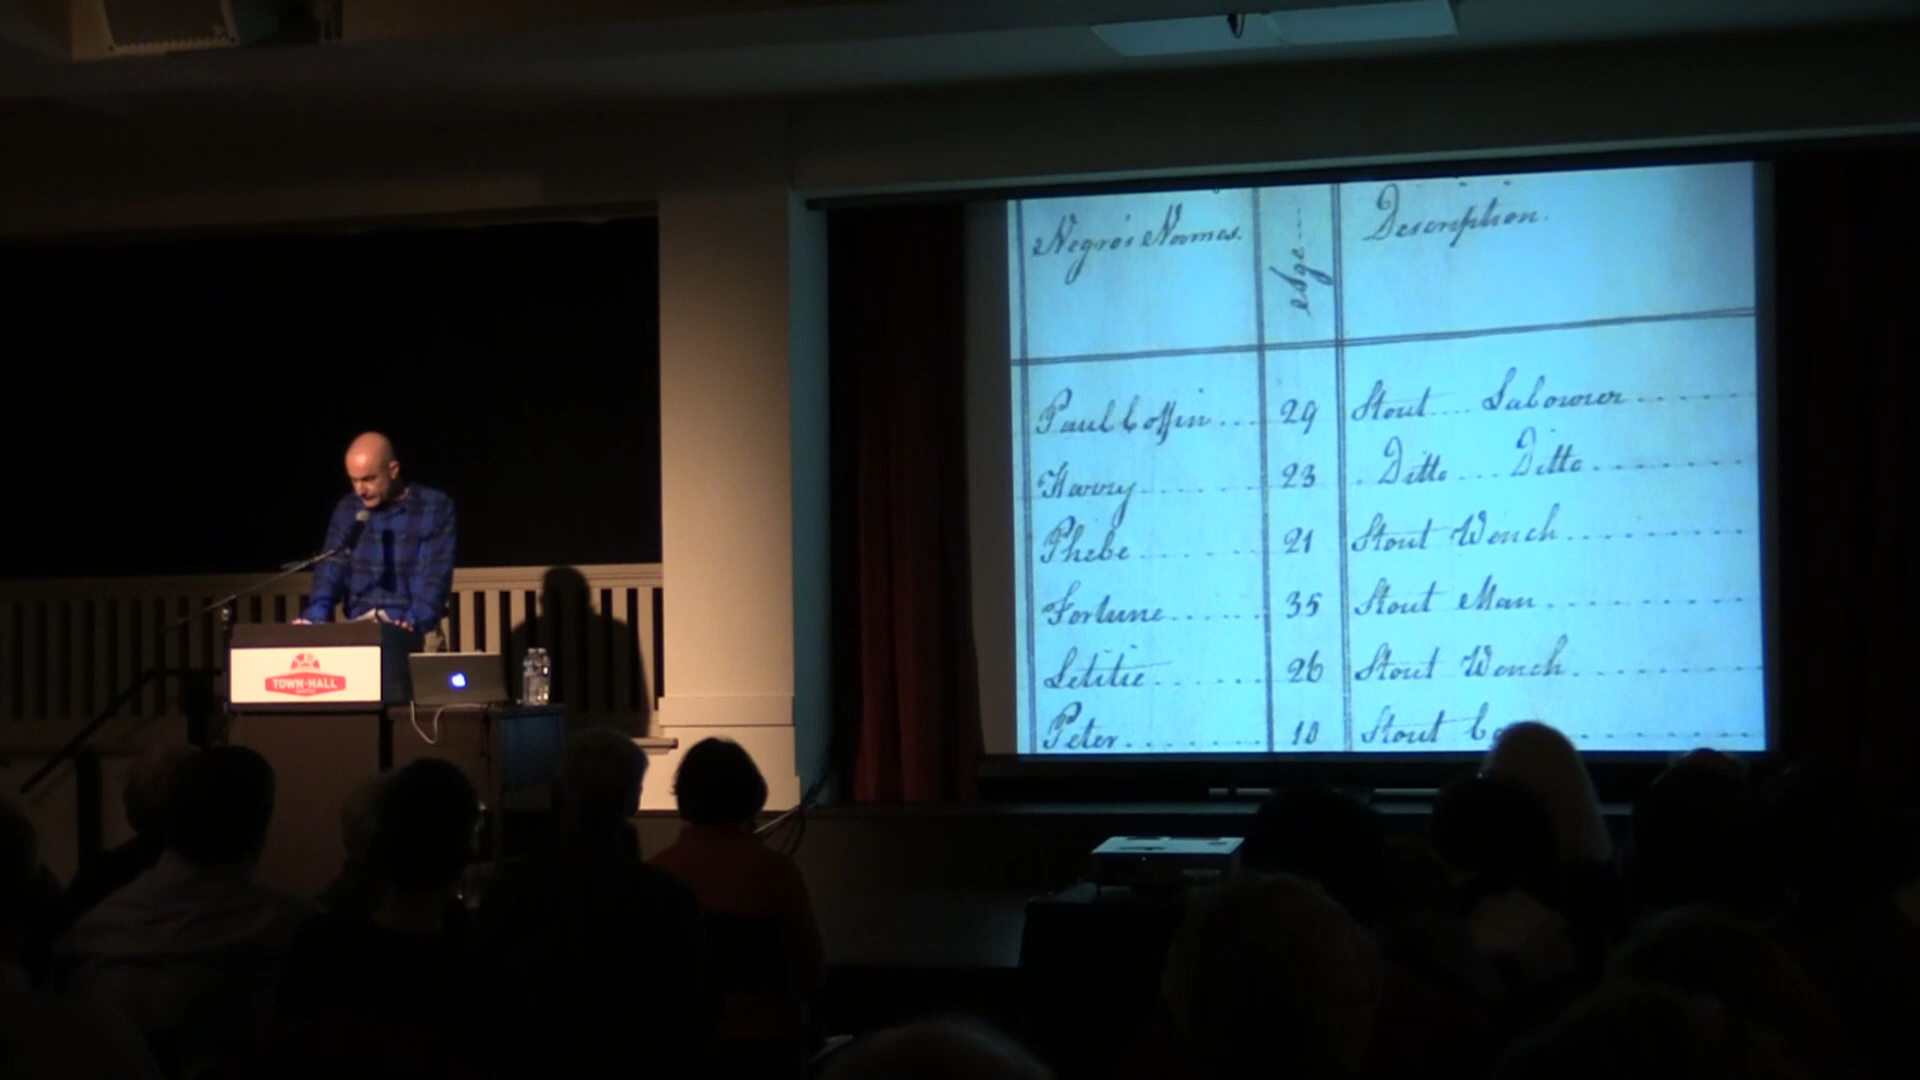 TOWN HALL
Negroes Names. Age Description.
Paul Coffin 29 Stout Labourer
Harry 23 Ditto Ditto
Phebe 21 Stout Wench
Fortune 35 Stout Man
Letitie 26 Stout Wench
Peter 10 Stout